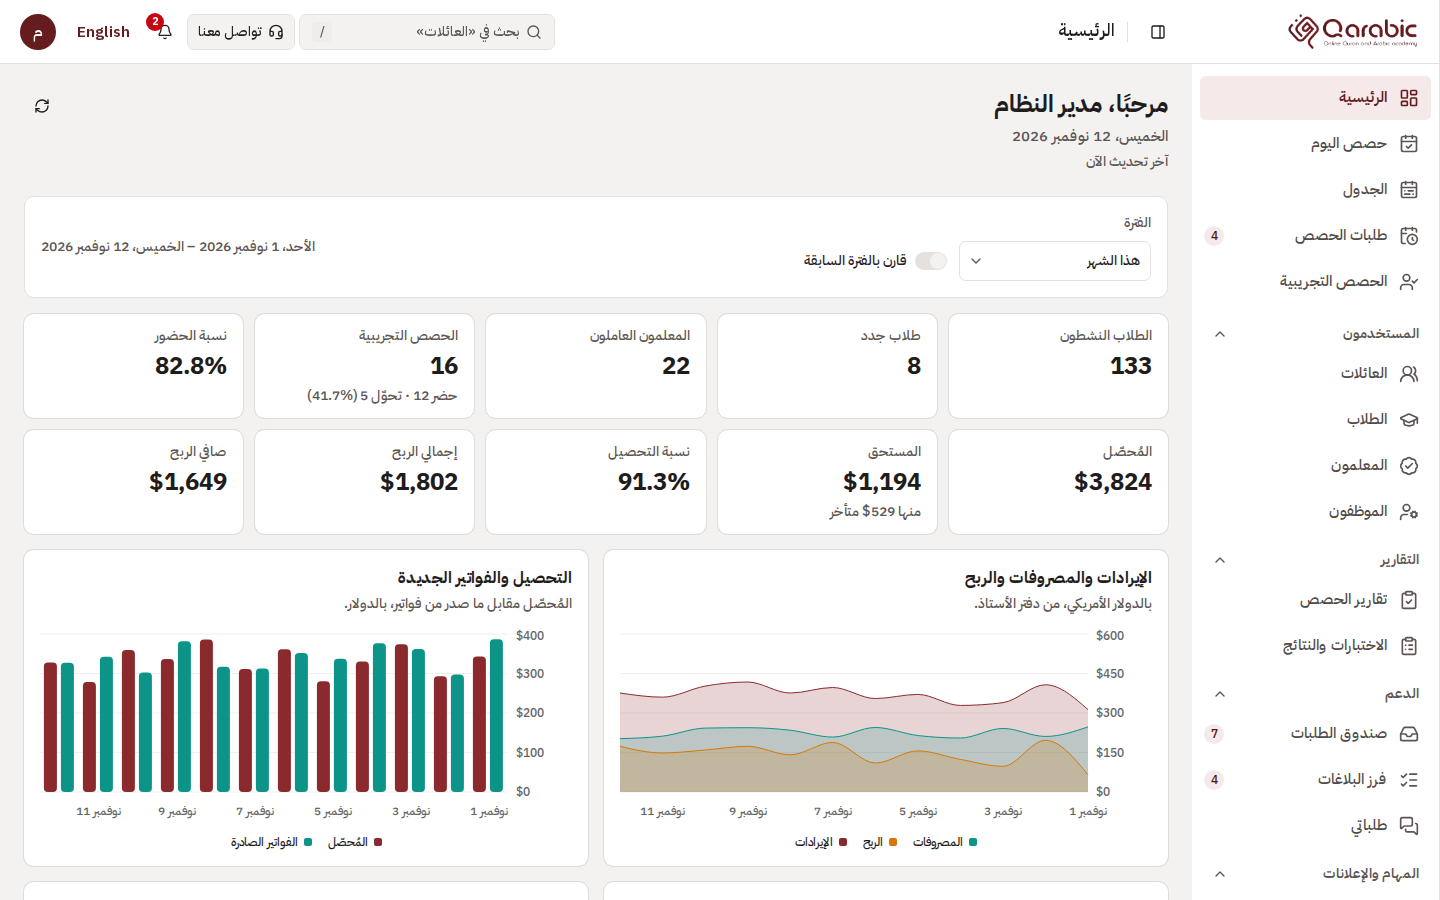 Qarabic
Online Quran and Arabic academy
الرئيسية
بحث في «العائلات»
/
تواصل معنا
2
English
م
الرئيسية
حصص اليوم
الجدول
طلبات الحصص
4
الحصص التجريبية
المستخدمون
العائلات
الطلاب
المعلمون
الموظفون
التقارير
تقارير الحصص
الاختبارات والنتائج
الدعم
صندوق الطلبات
7
فرز البلاغات
4
طلباتي
المهام والإعلانات
مرحبًا، مدير النظام
الخميس، 12 نوفمبر 2026
آخر تحديث الآن
الفترة
هذا الشهر
قارن بالفترة السابقة
الأحد، 1 نوفمبر 2026 – الخميس، 12 نوفمبر 2026
الطلاب النشطون
133
طلاب جدد
8
المعلمون العاملون
22
الحصص التجريبية
16
حضر 12 · تحوّل 5 (41.7%)
نسبة الحضور
82.8%
المُحصّل
$3,824
المستحق
$1,194
منها $529 متأخر
نسبة التحصيل
91.3%
إجمالي الربح
$1,802
صافي الربح
$1,649
الإيرادات والمصروفات والربح
بالدولار الأمريكي، من دفتر الأستاذ.
$600
$450
$300
$150
$0
نوفمبر 1
نوفمبر 3
نوفمبر 5
نوفمبر 7
نوفمبر 9
نوفمبر 11
المصروفات
الربح
الإيرادات
التحصيل والفواتير الجديدة
المُحصّل مقابل ما صدر من فواتير، بالدولار.
$400
$300
$200
$100
$0
نوفمبر 1
نوفمبر 3
نوفمبر 5
نوفمبر 7
نوفمبر 9
نوفمبر 11
المُحصّل
الفواتير الصادرة